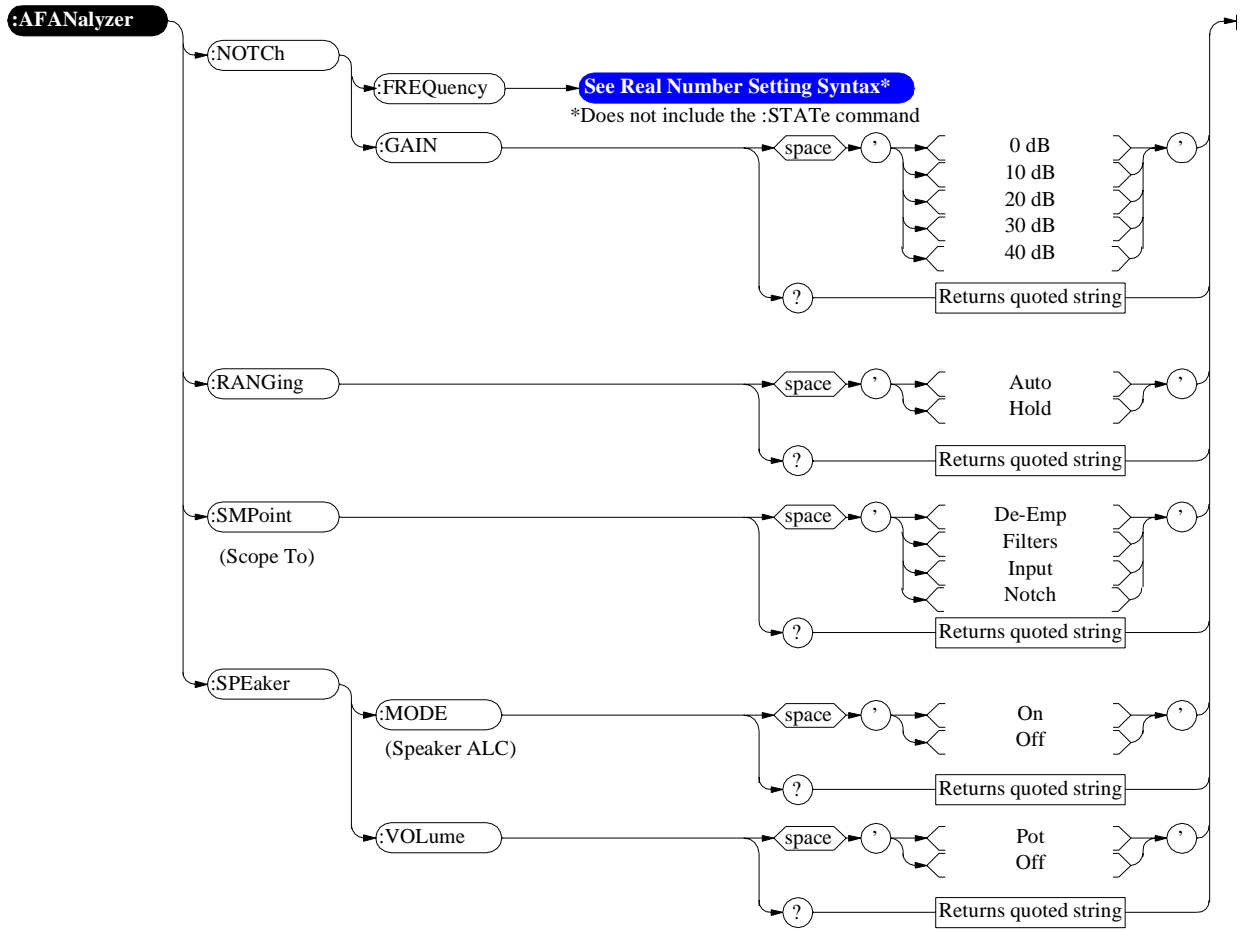 :AFANalyzer
:NOTCh
:FREQuency
See Real Number Setting Syntax*
*Does not include the :STATe command
:GAIN
space
’
0 dB
’
10 dB
20 dB
30 dB
40 dB
?
Returns quoted string
:RANGing
space
’
Auto
’
Hold
?
Returns quoted string
:SMPoint
(Scope To)
space
’
De-Emp
’
Filters
Input
Notch
?
Returns quoted string
:SPEaker
:MODE
(Speaker ALC)
space
’
On
’
Off
?
Returns quoted string
:VOLume
space
’
Pot
’
Off
?
Returns quoted string